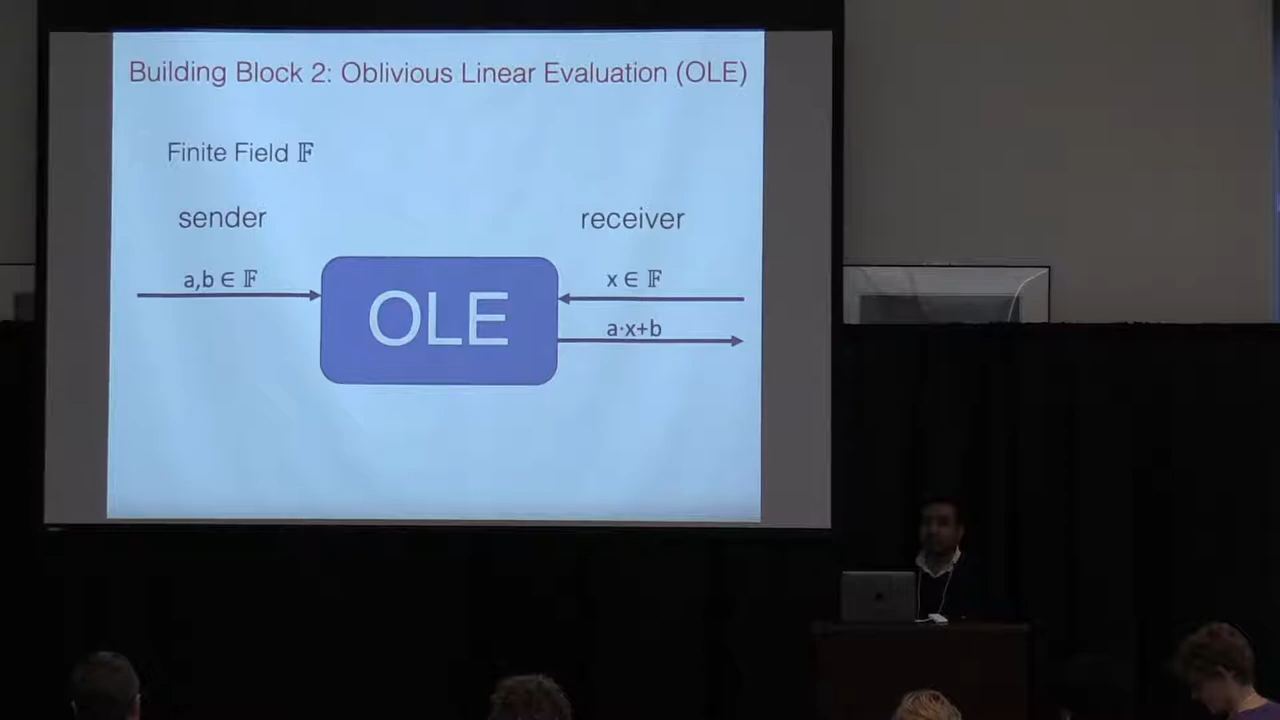 Building Block 2: Oblivious Linear Evaluation (OLE)
Finite Field 𝔽
sender receiver
a,b ∈ 𝔽 x ∈ 𝔽
OLE
a·x+b